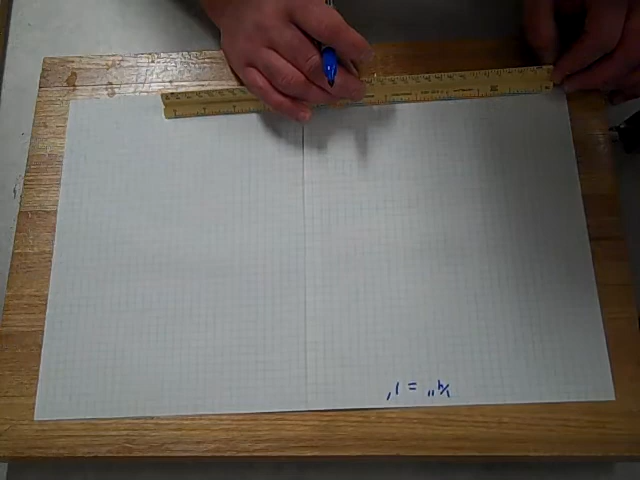 1/4" = 1'